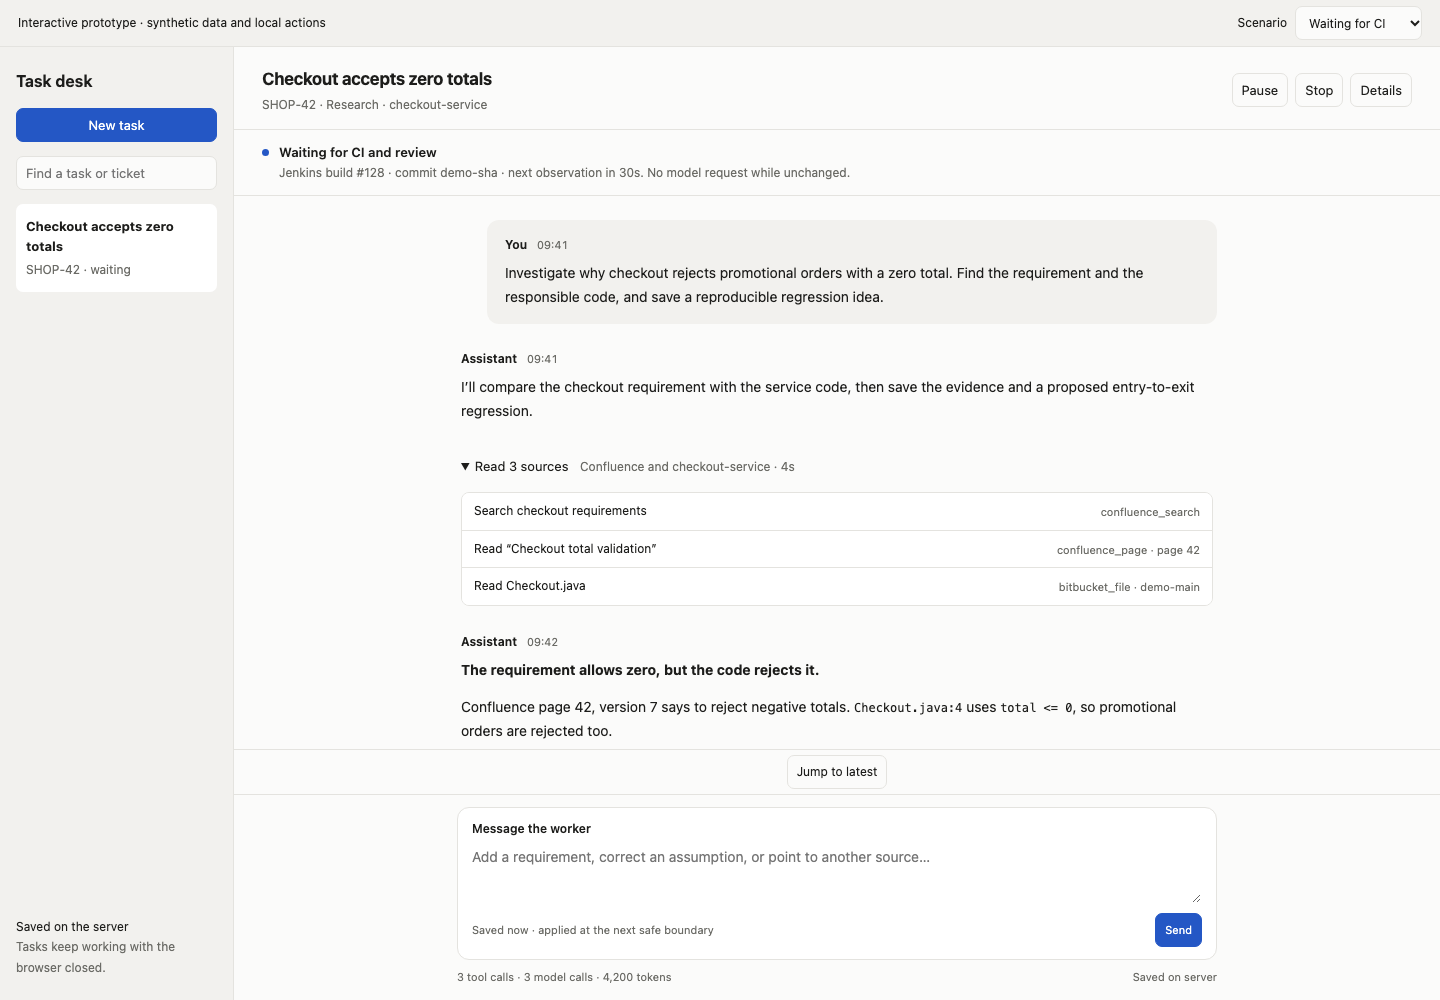 Interactive prototype · synthetic data and local actions
Scenario
Waiting for CI
Task desk
New task
Find a task or ticket
Checkout accepts zero
totals
SHOP-42 · waiting
Saved on the server
Tasks keep working with the
browser closed.
Checkout accepts zero totals
SHOP-42 · Research · checkout-service
Pause
Stop
Details
Waiting for CI and review
Jenkins build #128 · commit demo-sha · next observation in 30s. No model request while unchanged.
You 09:41
Investigate why checkout rejects promotional orders with a zero total. Find the requirement and the
responsible code, and save a reproducible regression idea.
Assistant 09:41
I’ll compare the checkout requirement with the service code, then save the evidence and a proposed entry-to-exit
regression.
Read 3 sources Confluence and checkout-service · 4s
Search checkout requirements confluence_search
Read “Checkout total validation” confluence_page · page 42
Read Checkout.java bitbucket_file · demo-main
Assistant 09:42
The requirement allows zero, but the code rejects it.
Confluence page 42, version 7 says to reject negative totals. Checkout.java:4 uses total <= 0, so promotional
orders are rejected too.
Jump to latest
Message the worker
Add a requirement, correct an assumption, or point to another source…
Saved now · applied at the next safe boundary
Send
3 tool calls · 3 model calls · 4,200 tokens
Saved on server